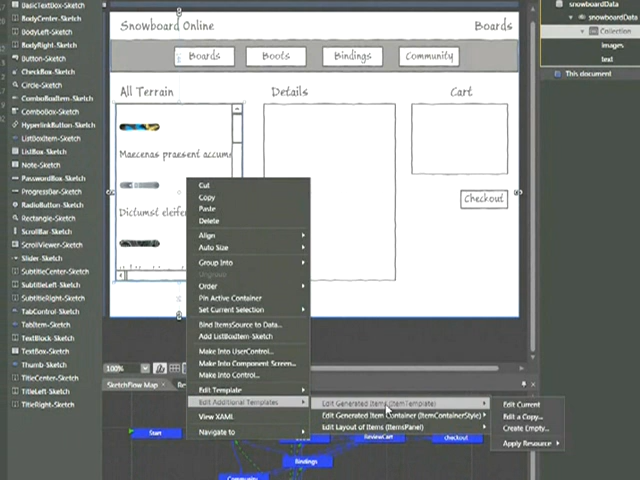 BasicTextBox-Sketch
BodyCenter-Sketch
BodyLeft-Sketch
BodyRight-Sketch
Button-Sketch
CheckBox-Sketch
Circle-Sketch
ComboBoxItem-Sketch
ComboBox-Sketch
HyperlinkButton-Sketch
ListBoxItem-Sketch
ListBox-Sketch
Note-Sketch
PasswordBox-Sketch
ProgressBar-Sketch
RadioButton-Sketch
Rectangle-Sketch
ScrollBar-Sketch
ScrollViewer-Sketch
Slider-Sketch
SubtitleCenter-Sketch
SubtitleLeft-Sketch
SubtitleRight-Sketch
TabControl-Sketch
TabItem-Sketch
TextBlock-Sketch
TextBox-Sketch
Thumb-Sketch
TitleCenter-Sketch
TitleLeft-Sketch
TitleRight-Sketch
Snowboard Online
Boards
Boards
Boots
Bindings
Community
All Terrain
Details
Cart
Maecenas praesent accums
Dictumst eleife
Checkout
Cut
Copy
Paste
Delete
Align
Auto Size
Group Into
Ungroup
Order
Pin Active Container
Set Current Selection
Bind ItemsSource to Data...
Add ListBoxItem-Sketch
Make Into UserControl...
Make Into Component Screen...
Make Into Control...
Edit Template
Edit Additional Templates
View XAML
Navigate to
Edit Generated Items (ItemTemplate)
Edit Generated Item Container (ItemContainerStyle)
Edit Layout of Items (ItemsPanel)
Edit Current
Edit a Copy...
Create Empty...
Apply Resource
100%
SketchFlow Map
Start
ReviewCart
checkout
Bindings
Community
snowboardData
snowboardData
Collection
images
text
This document